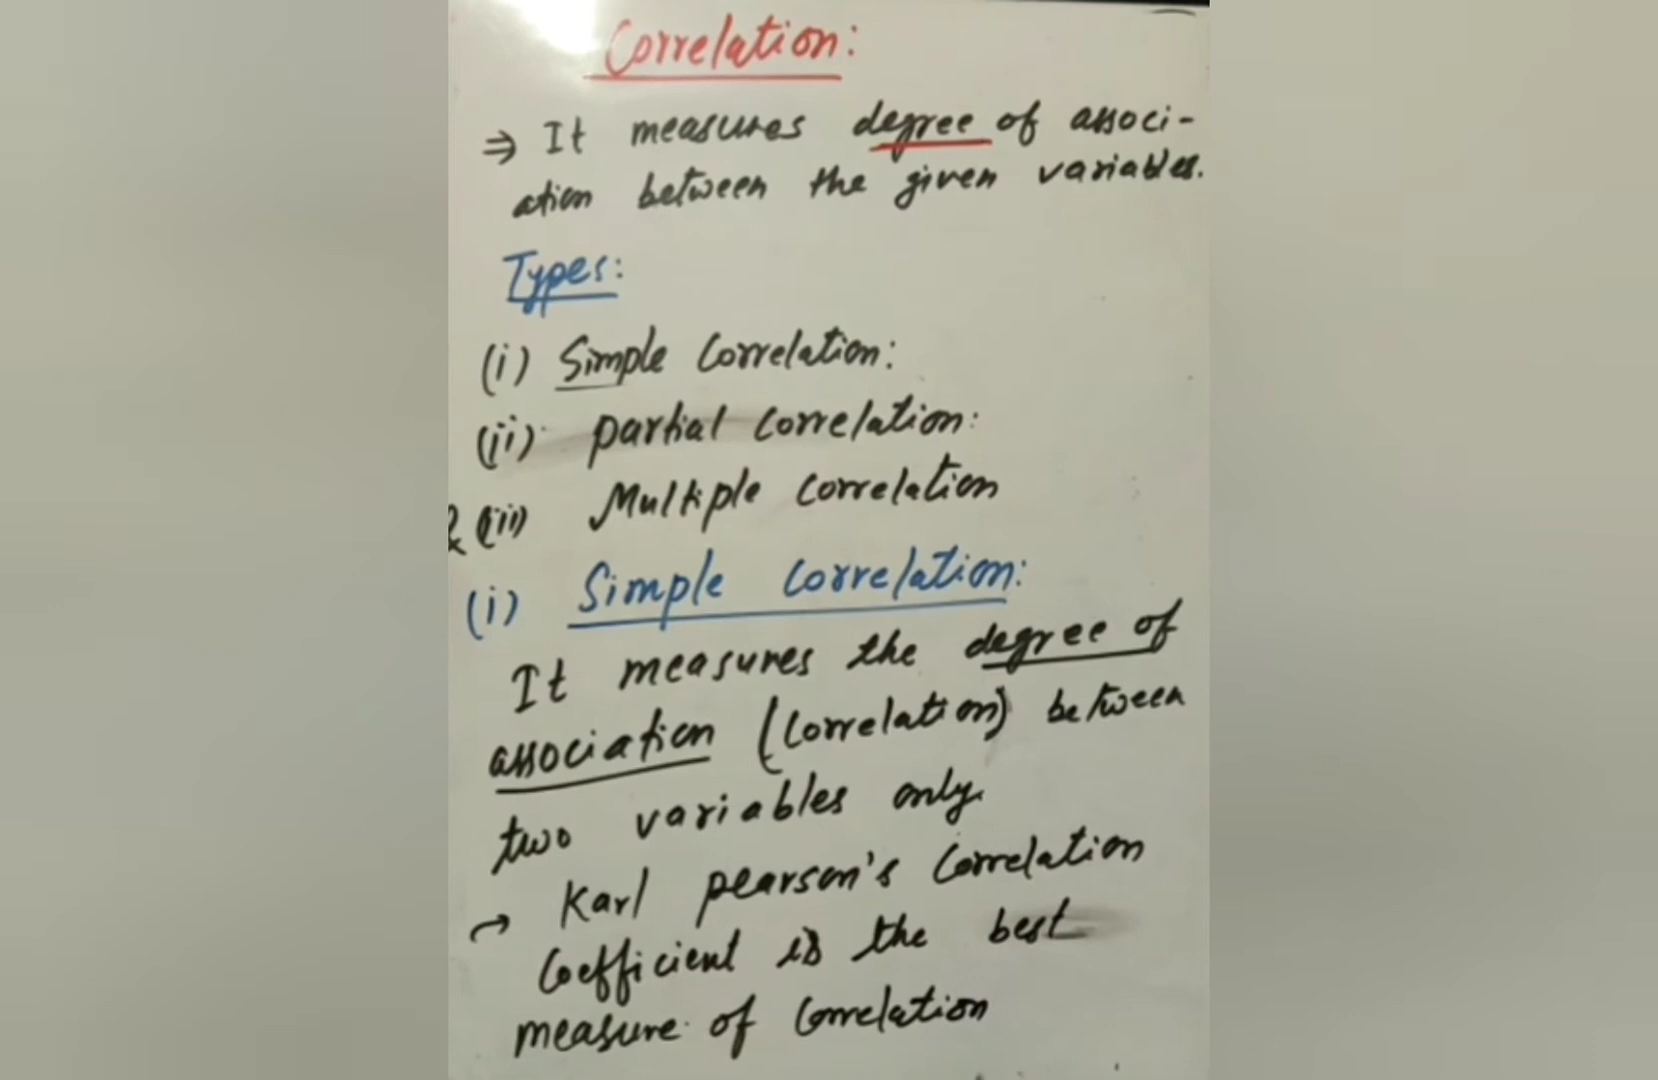 Correlation:
⇒ It measures degree of associ-
ation between the given variables.
Types:
(i) Simple Correlation:
(ii) partial correlation:
& (iii) Multiple correlation
(i) Simple correlation:
It measures the degree of
association (correlation) between
two variables only.
→ Karl pearson's correlation
coefficient is the best
measure of correlation